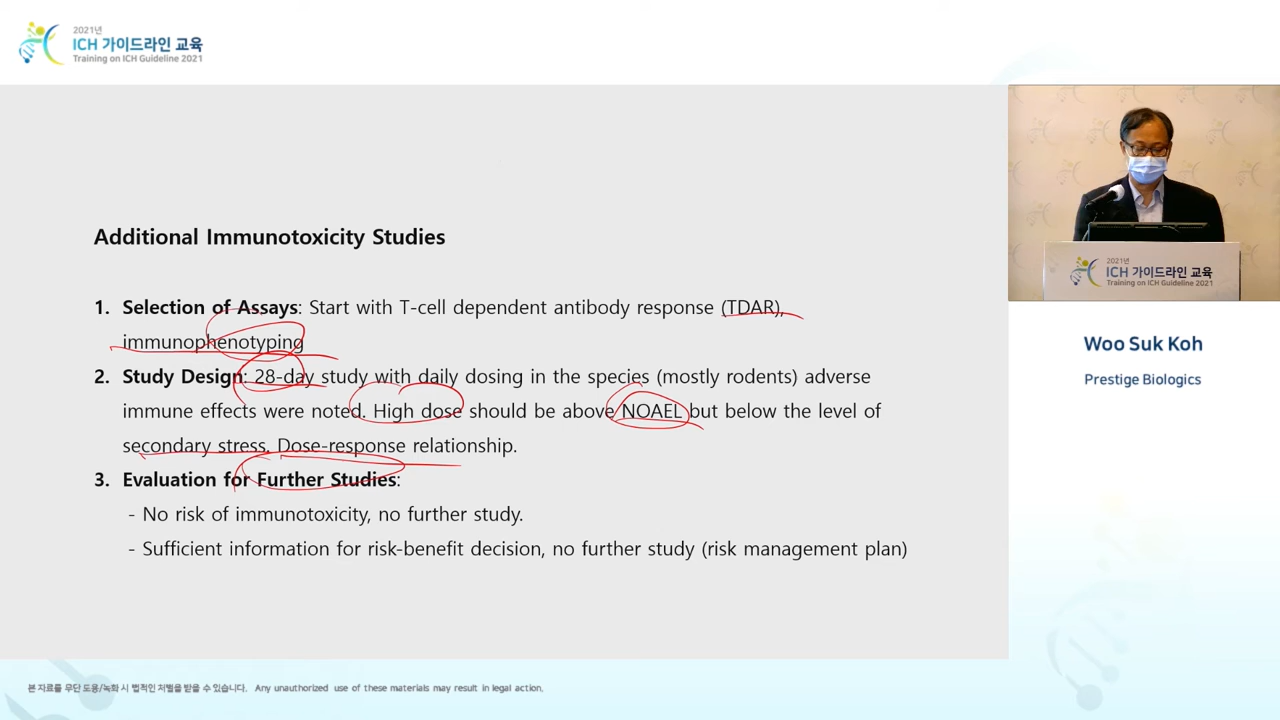 2021년
ICH 가이드라인 교육
Training on ICH Guideline 2021
Additional Immunotoxicity Studies
1. Selection of Assays: Start with T-cell dependent antibody response (TDAR),
immunophenotyping
2. Study Design: 28-day study with daily dosing in the species (mostly rodents) adverse
immune effects were noted. High dose should be above NOAEL but below the level of
secondary stress. Dose-response relationship.
3. Evaluation for Further Studies:
- No risk of immunotoxicity, no further study.
- Sufficient information for risk-benefit decision, no further study (risk management plan)
2021년
ICH 가이드라인 교육
Training on ICH Guideline 2021
Woo Suk Koh
Prestige Biologics
본 자료를 무단 도용/녹화 시 법적인 처벌을 받을 수 있습니다. Any unauthorized use of these materials may result in legal action.